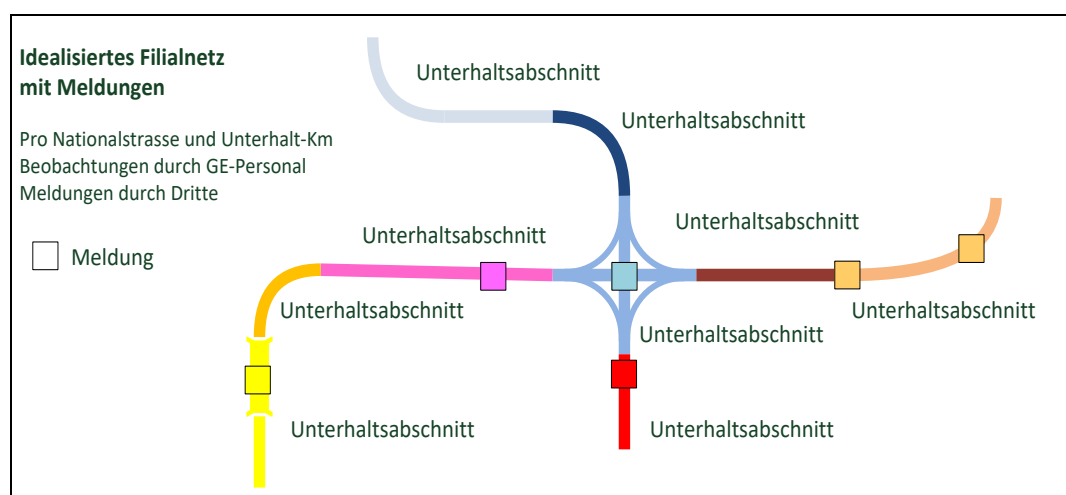 Idealisiertes Filialnetz
mit Meldungen
Pro Nationalstrasse und Unterhalt-Km
Beobachtungen durch GE-Personal
Meldungen durch Dritte
Meldung
Unterhaltsabschnitt
Unterhaltsabschnitt
Unterhaltsabschnitt
Unterhaltsabschnitt
Unterhaltsabschnitt
Unterhaltsabschnitt
Unterhaltsabschnitt
Unterhaltsabschnitt
Unterhaltsabschnitt